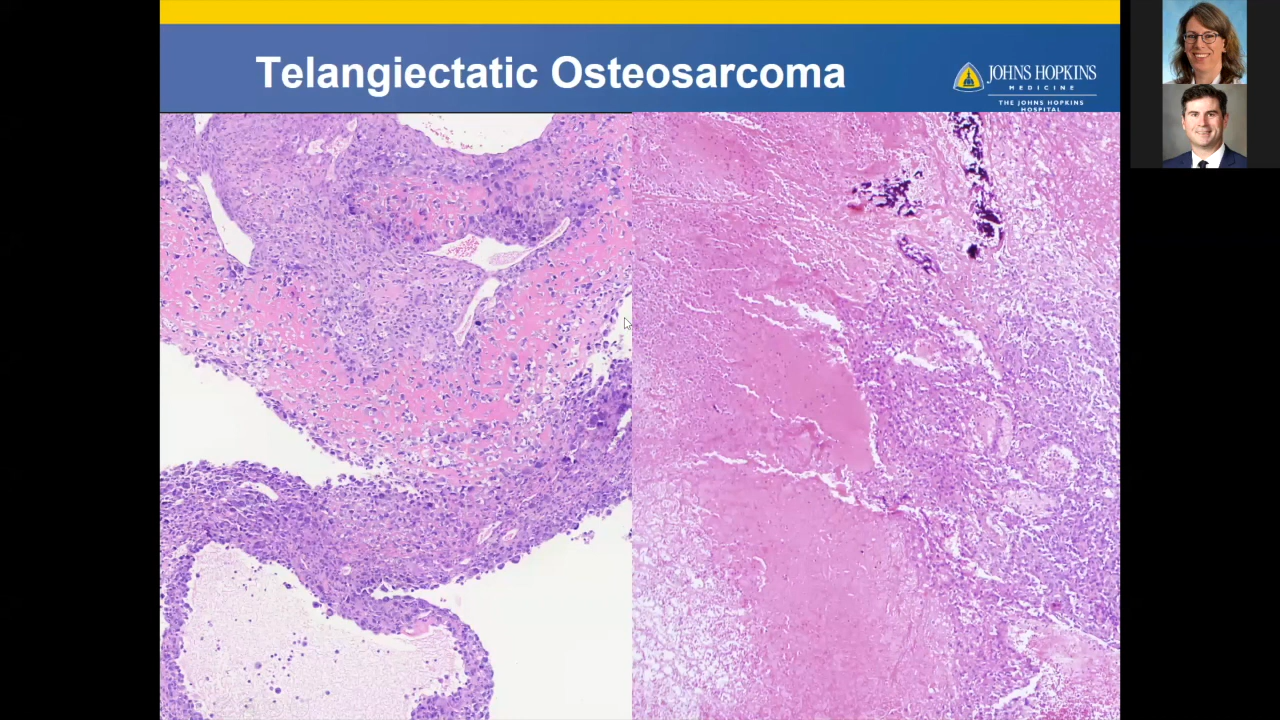 Telangiectatic Osteosarcoma
JOHNS HOPKINS
MEDICINE
THE JOHNS HOPKINS
HOSPITAL